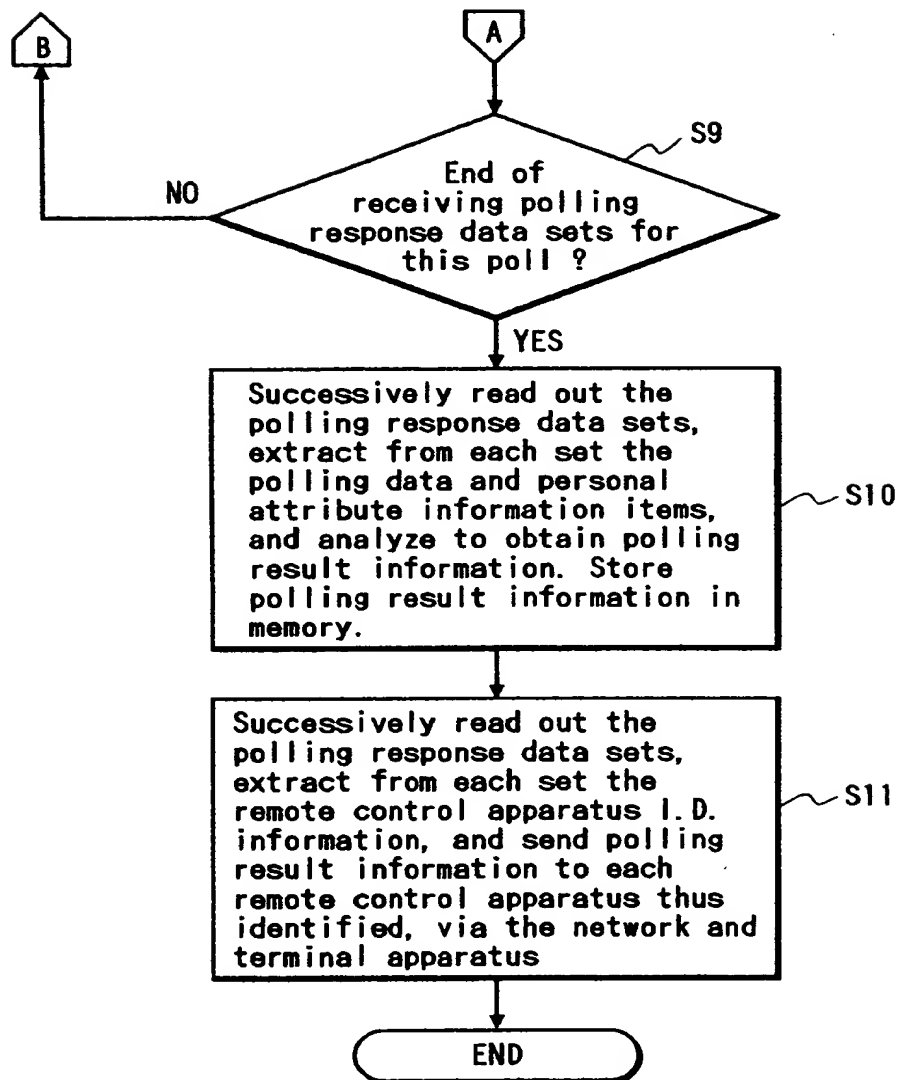 B
A
S9
End of
receiving polling
response data sets for
this poll ?
NO
YES
Successively read out the
polling response data sets,
extract from each set the
polling data and personal
attribute information items,
and analyze to obtain polling
result information. Store
polling result information in
memory.
S10
Successively read out the
polling response data sets,
extract from each set the
remote control apparatus I.D.
information, and send polling
result information to each
remote control apparatus thus
identified, via the network and
terminal apparatus
S11
END